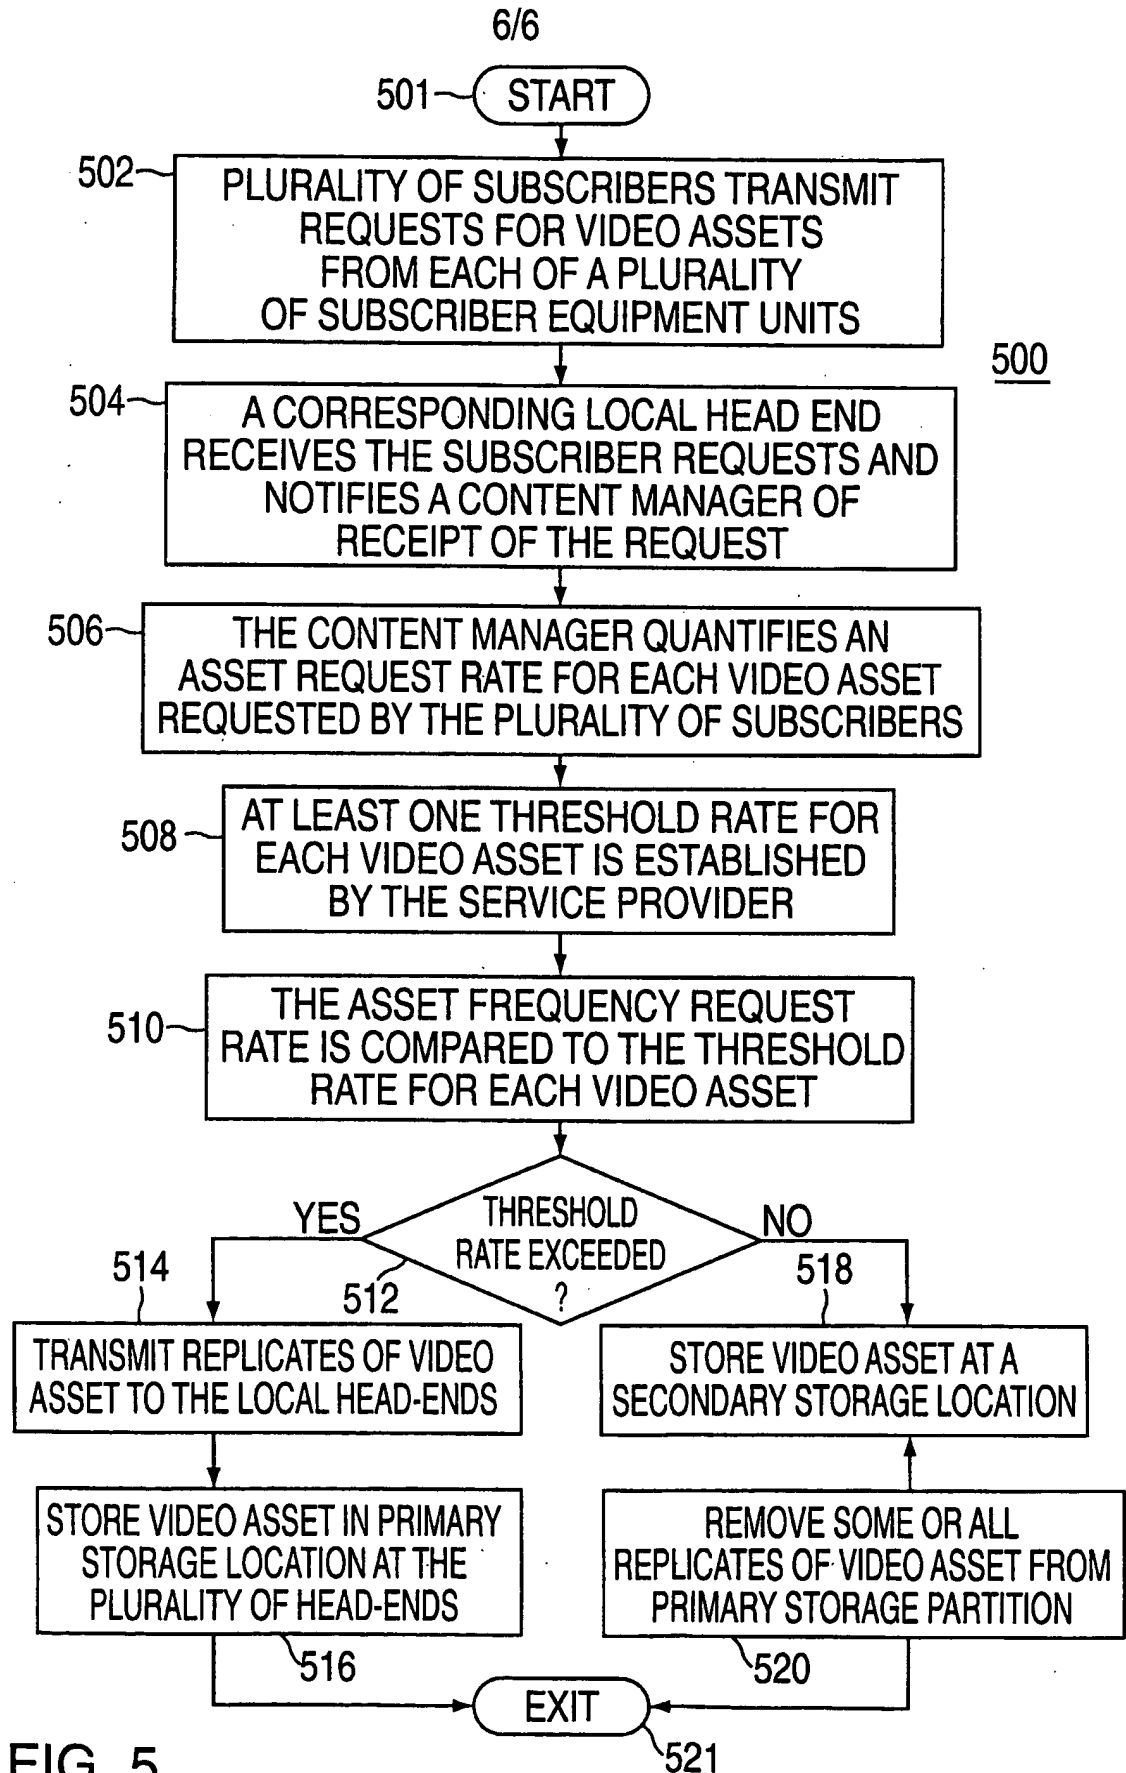 6/6
501
START
502
PLURALITY OF SUBSCRIBERS TRANSMIT
REQUESTS FOR VIDEO ASSETS
FROM EACH OF A PLURALITY
OF SUBSCRIBER EQUIPMENT UNITS
500
504
A CORRESPONDING LOCAL HEAD END
RECEIVES THE SUBSCRIBER REQUESTS AND
NOTIFIES A CONTENT MANAGER OF
RECEIPT OF THE REQUEST
506
THE CONTENT MANAGER QUANTIFIES AN
ASSET REQUEST RATE FOR EACH VIDEO ASSET
REQUESTED BY THE PLURALITY OF SUBSCRIBERS
508
AT LEAST ONE THRESHOLD RATE FOR
EACH VIDEO ASSET IS ESTABLISHED
BY THE SERVICE PROVIDER
510
THE ASSET FREQUENCY REQUEST
RATE IS COMPARED TO THE THRESHOLD
RATE FOR EACH VIDEO ASSET
YES
THRESHOLD
RATE EXCEEDED
?
NO
512
514
TRANSMIT REPLICATES OF VIDEO
ASSET TO THE LOCAL HEAD-ENDS
518
STORE VIDEO ASSET AT A
SECONDARY STORAGE LOCATION
STORE VIDEO ASSET IN PRIMARY
STORAGE LOCATION AT THE
PLURALITY OF HEAD-ENDS
516
REMOVE SOME OR ALL
REPLICATES OF VIDEO ASSET FROM
PRIMARY STORAGE PARTITION
520
EXIT
521
FIG. 5